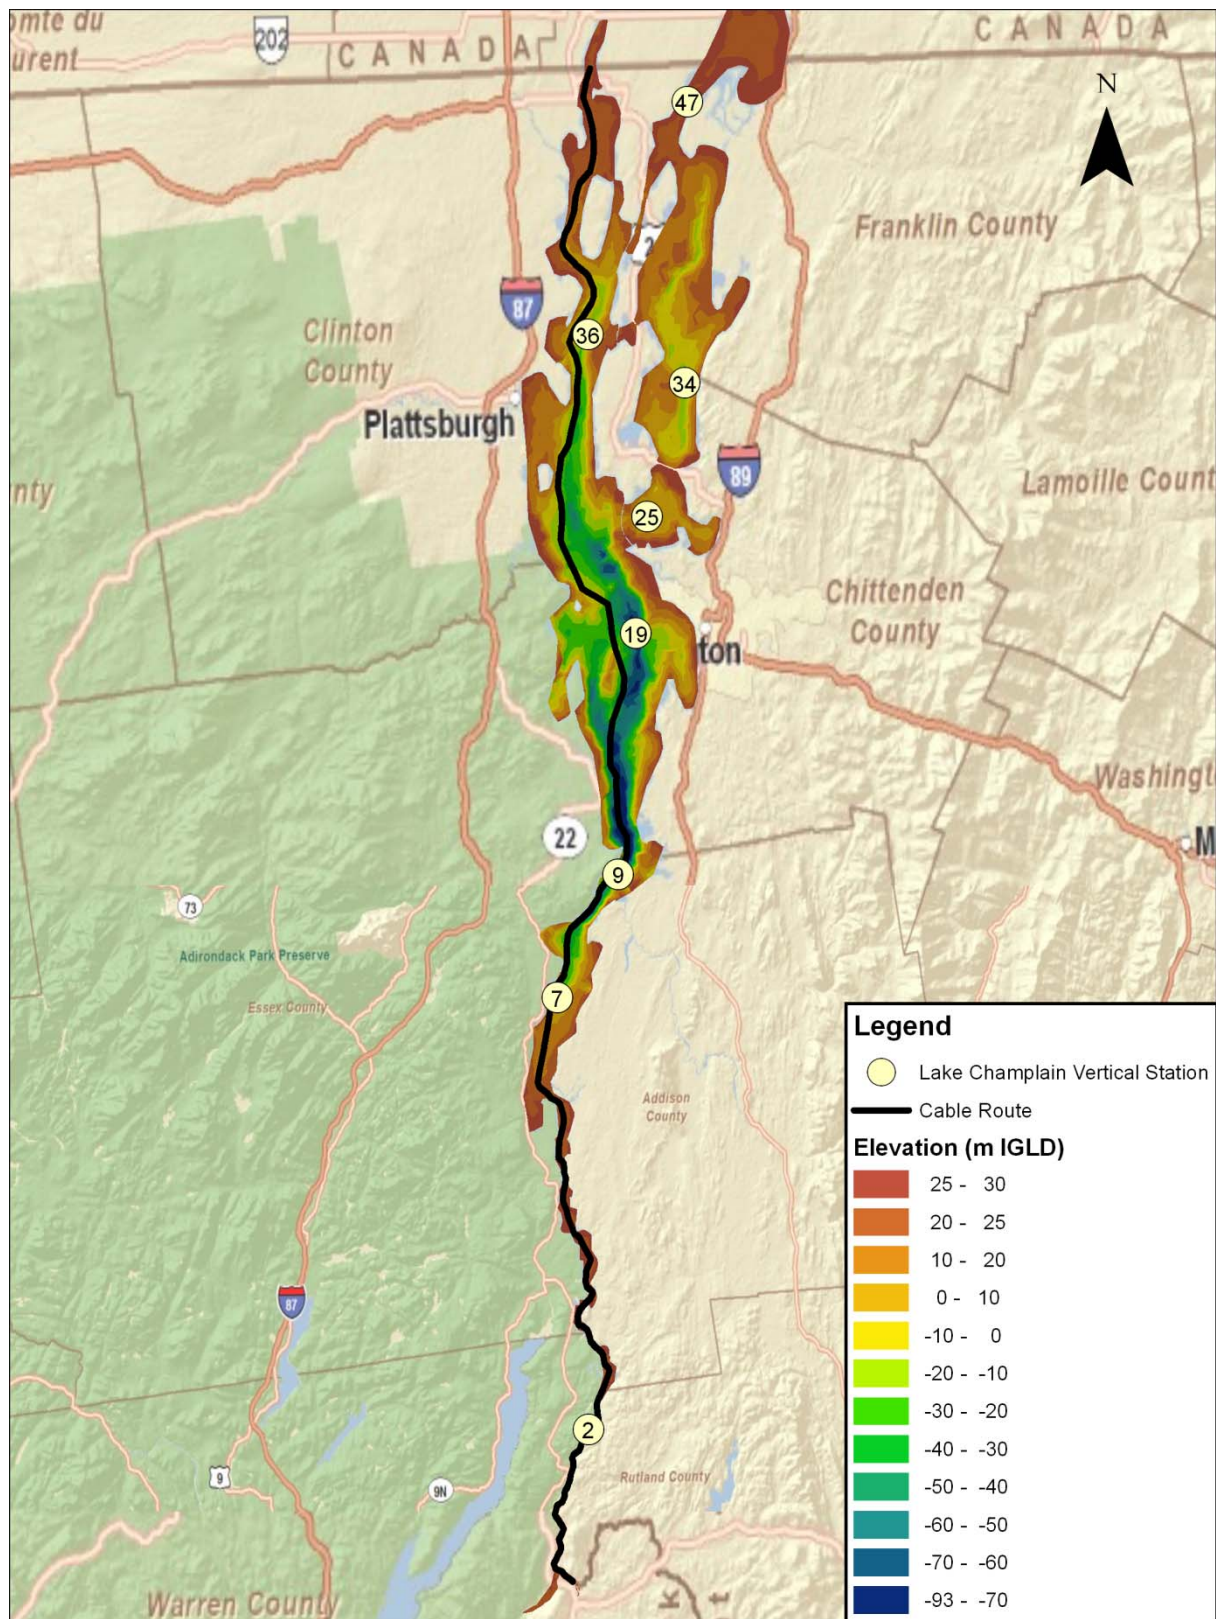 omte du
urent
202
CANADA
CANADA
47
N
Franklin County
2
87
36
Clinton
County
34
Plattsburgh
89
nty
Lamoille Count
25
Chittenden
County
19
ton
Washingt
22
M
9
73
Adirondack Park Preserve
Essex County
7
Addison
County
87
2
9
9N
Rutland County
Warren County
k
t
Legend
Lake Champlain Vertical Station
Cable Route
Elevation (m IGLD)
25 - 30
20 - 25
10 - 20
0 - 10
-10 - 0
-20 - -10
-30 - -20
-40 - -30
-50 - -40
-60 - -50
-70 - -60
-93 - -70